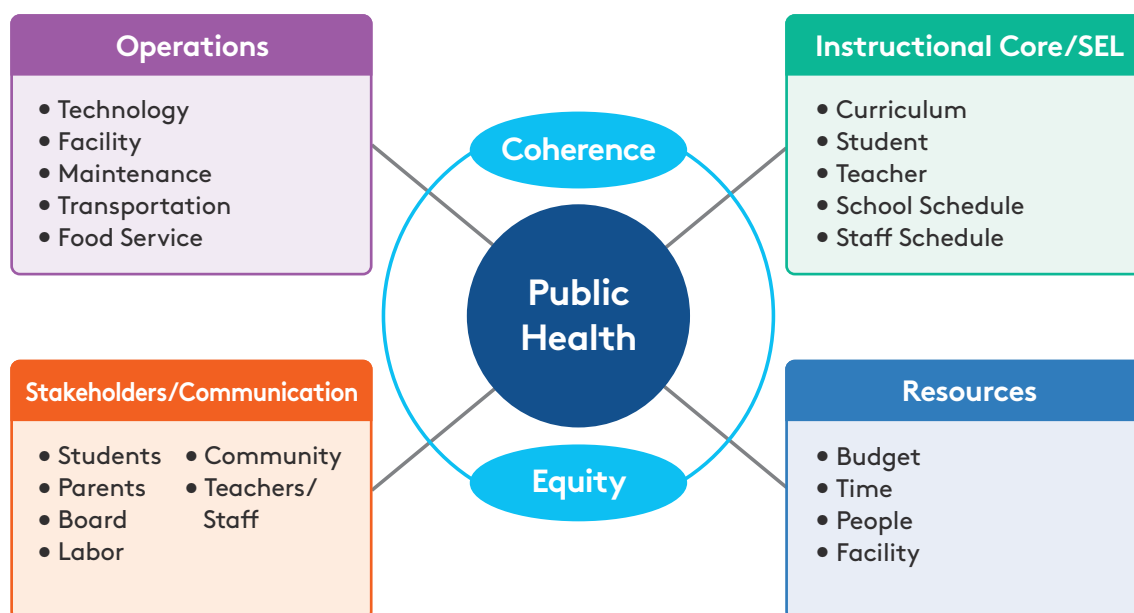 Operations
• Technology
• Facility
• Maintenance
• Transportation
• Food Service
Instructional Core/SEL
• Curriculum
• Student
• Teacher
• School Schedule
• Staff Schedule
Coherence
Public
Health
Equity
Stakeholders/Communication
• Students
• Parents
• Board
• Labor
• Community
• Teachers/
Staff
Resources
• Budget
• Time
• People
• Facility